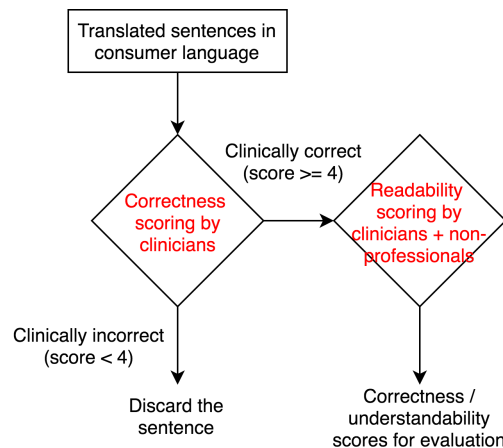 Translated sentences in
consumer language
Clinically correct
(score >= 4)
Correctness
scoring by
clinicians
Readability
scoring by
clinicians + non-
professionals
Clinically incorrect
(score < 4)
Discard the
sentence
Correctness /
understandability
scores for evaluation